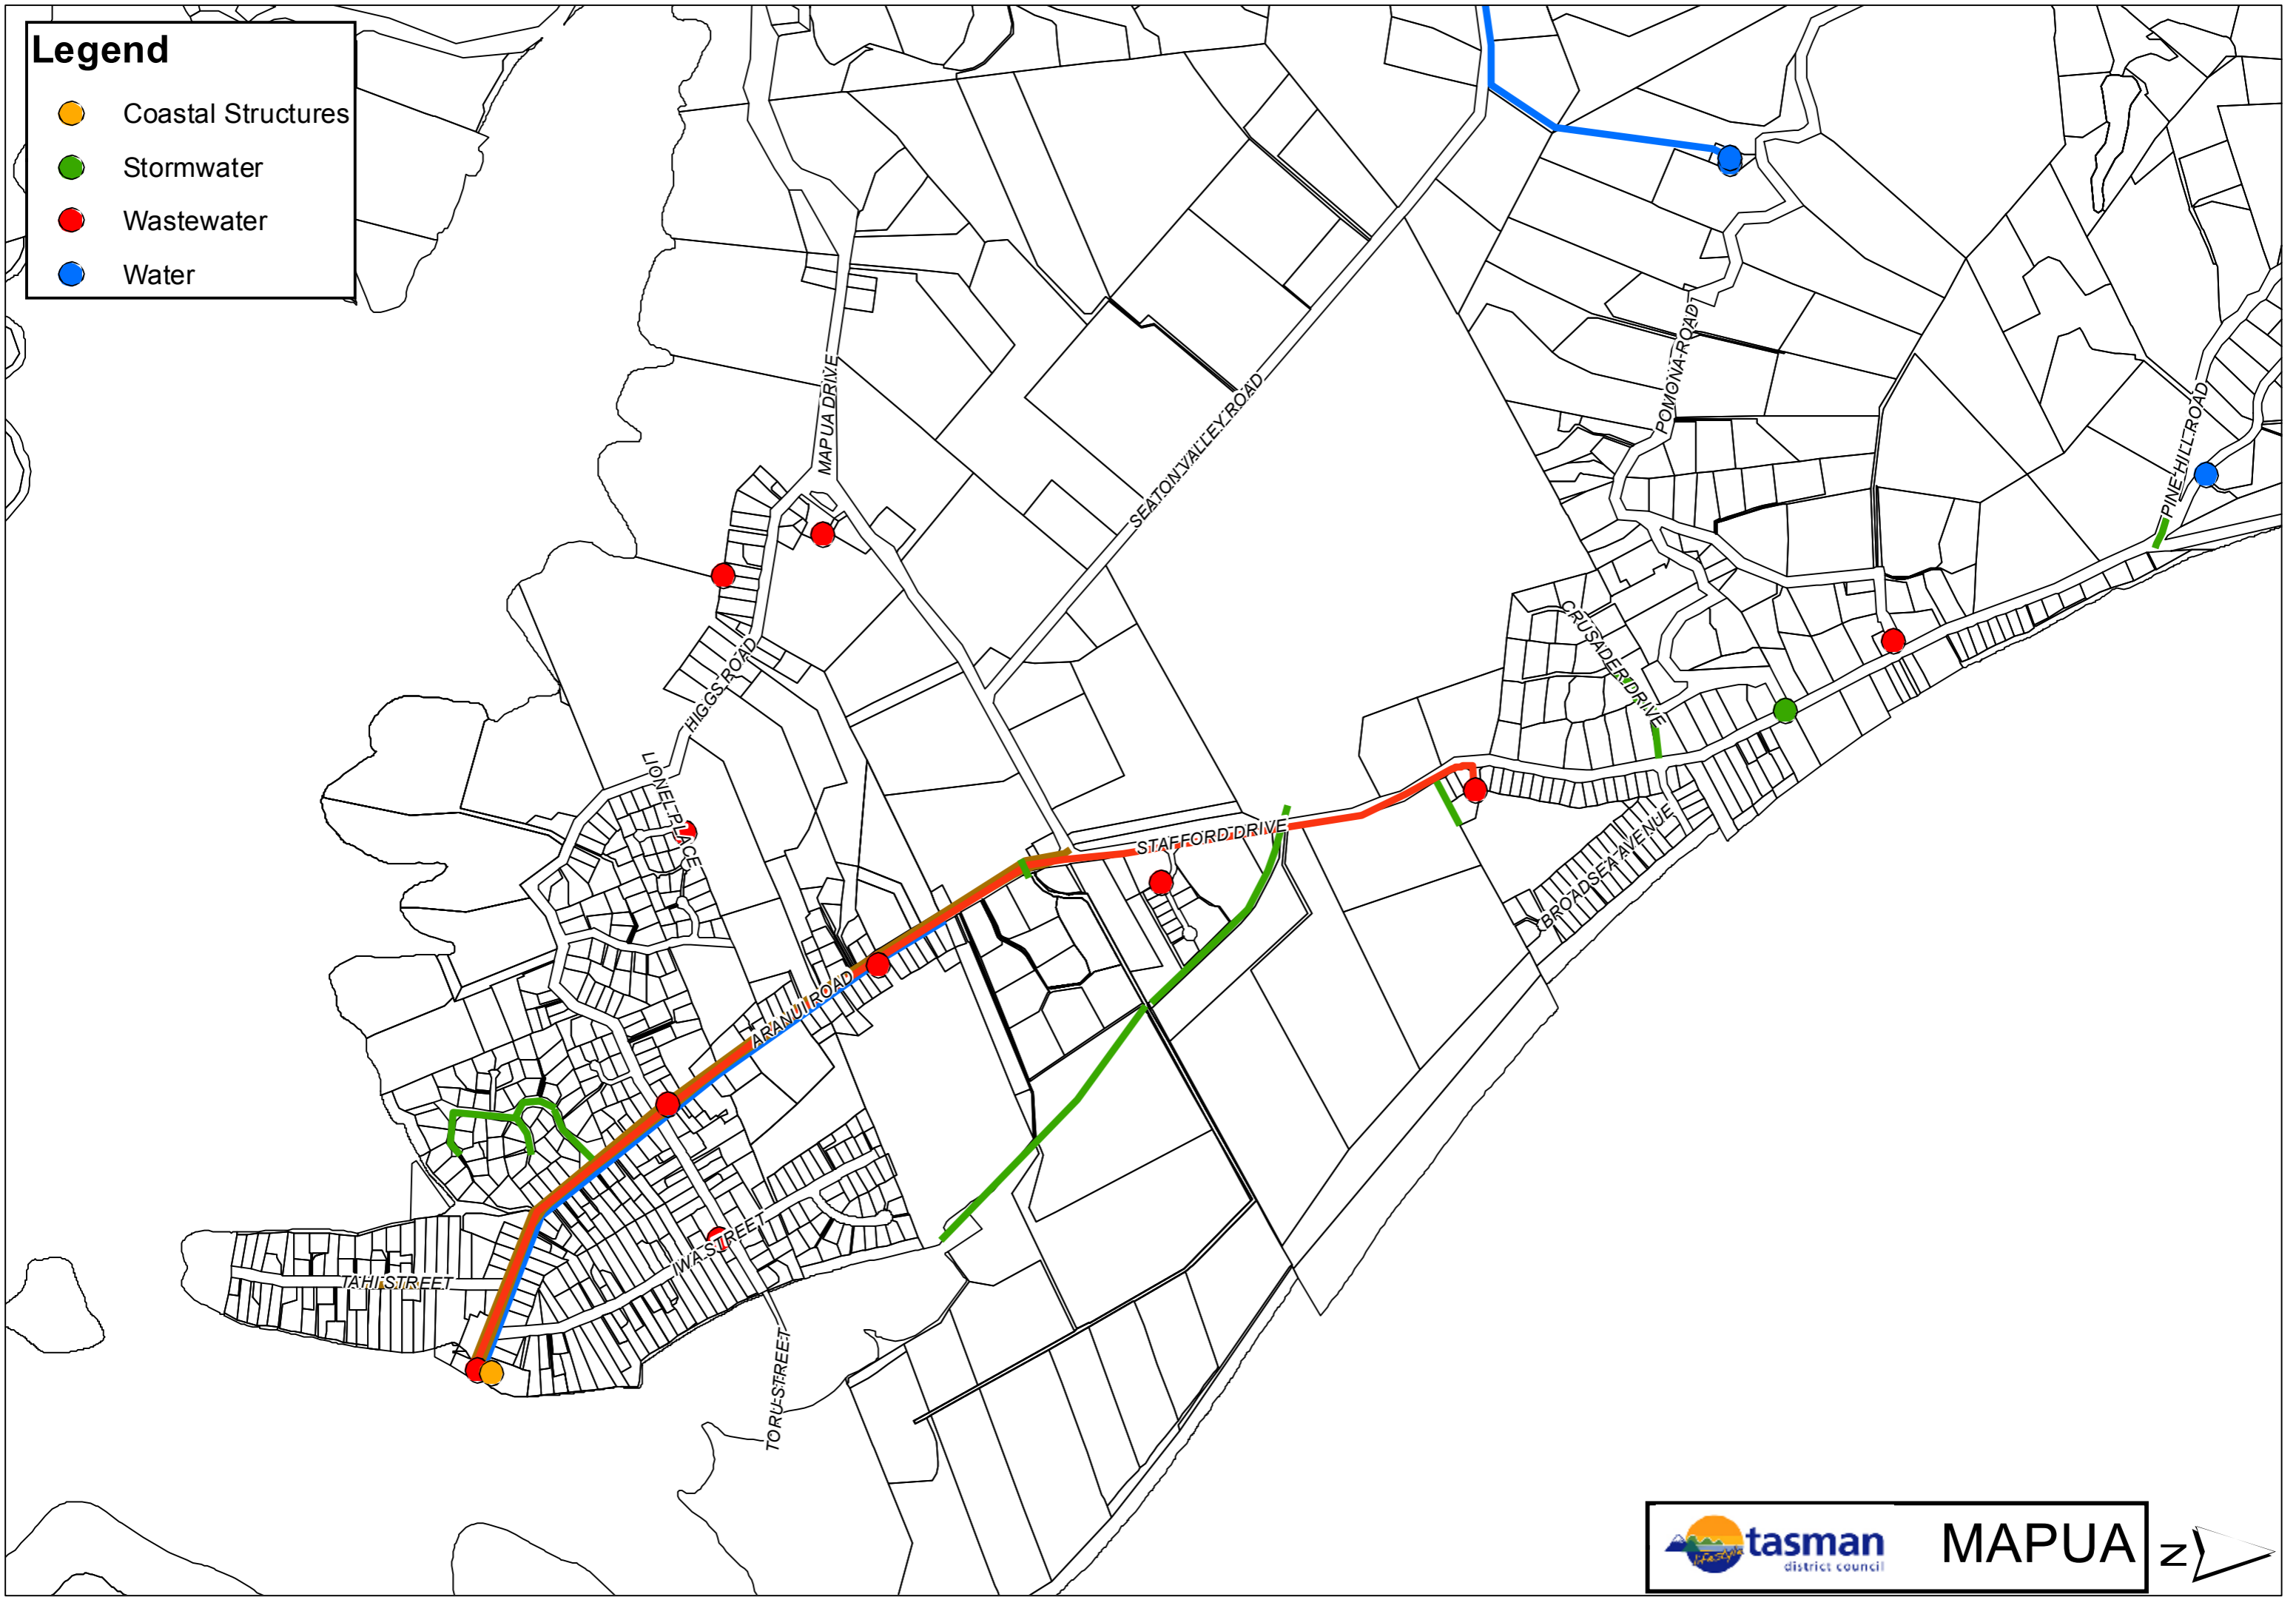 Legend
Coastal Structures
Stormwater
Wastewater
Water
MAPUA DRIVE
SEATON VALLEY ROAD
POMONA ROAD
PINE HILL ROAD
CRUSADER DRIVE
HIGGS ROAD
LIONEL PLACE
STAFFORD DRIVE
BROADSEA AVENUE
ARANUI ROAD
IWA STREET
TAHI STREET
TORU STREET
tasman
district council
MAPUA
N